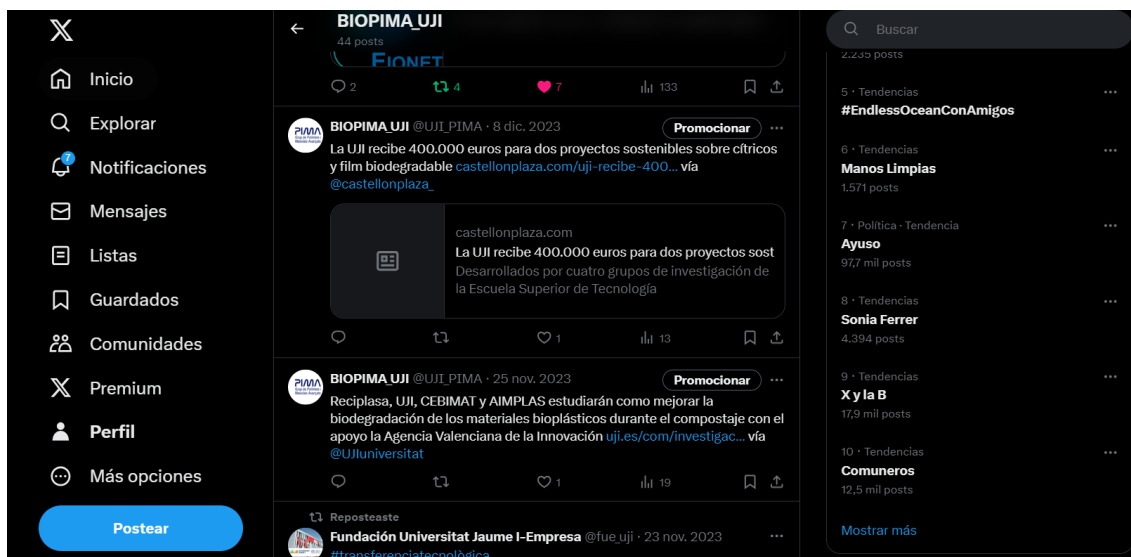 Inicio
Explorar
7
Notificaciones
Mensajes
Listas
Guardados
Comunidades
Premium
Perfil
Más opciones
Postear
BIOPIMA_UJI
44 posts
EIONET
2
4
7
133
PIMA
BIOPIMA_UJI @UJI_PIMA · 8 dic. 2023
Promocionar
La UJI recibe 400.000 euros para dos proyectos sostenibles sobre cítricos
y film biodegradable castellonplaza.com/uji-recibe-400... vía
@castellonplaza_
castellonplaza.com
La UJI recibe 400.000 euros para dos proyectos sost
Desarrollados por cuatro grupos de investigación de
la Escuela Superior de Tecnología
1
13
PIMA
BIOPIMA_UJI @UJI_PIMA · 25 nov. 2023
Promocionar
Reciplasa, UJI, CEBIMAT y AIMPLAS estudiarán como mejorar la
biodegradación de los materiales bioplásticos durante el compostaje con el
apoyo la Agencia Valenciana de la Innovación uji.es/com/investigac... vía
@UJIuniversitat
1
19
Reposteaste
Fundación Universitat Jaume I-Empresa @fue_uji · 23 nov. 2023
#transferenciatecnològica
Buscar
2.235 posts
5 · Tendencias
#EndlessOceanConAmigos
6 · Tendencias
Manos Limpias
1.571 posts
7 · Política · Tendencia
Ayuso
97,7 mil posts
8 · Tendencias
Sonia Ferrer
4.394 posts
9 · Tendencias
X y la B
17,9 mil posts
10 · Tendencias
Comuneros
12,5 mil posts
Mostrar más